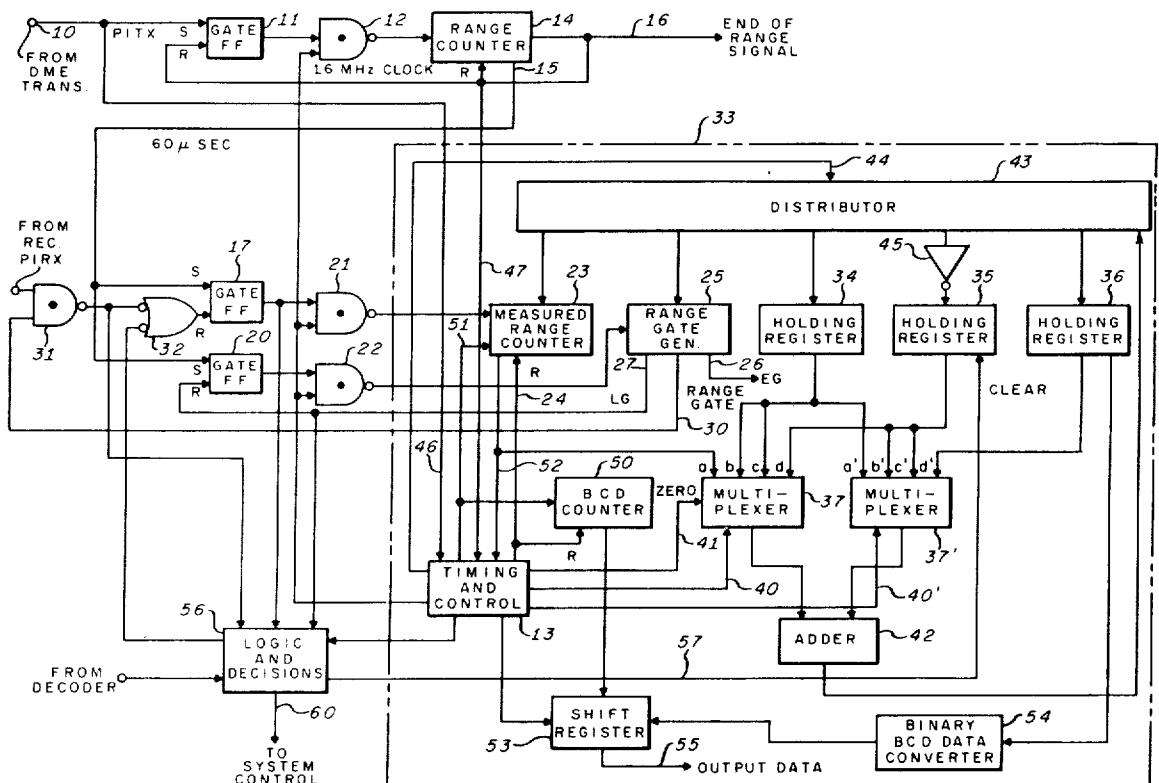 10
FROM
DME
TRANS.
PITX
S
R
GATE
FF
11
12
1.6 MHz CLOCK
RANGE
COUNTER
R
14
15
16
END OF
RANGE
SIGNAL
60 μ SEC
33
44
43
DISTRIBUTOR
FROM
REC.
PIRX
31
32
S
R
17
GATE
FF
20
S
R
GATE
FF
21
22
47
23
MEASURED
RANGE
COUNTER
51
R
24
25
RANGE
GATE
GEN.
27
LG
26
EG
RANGE
GATE
30
34
HOLDING
REGISTER
45
35
HOLDING
REGISTER
CLEAR
36
HOLDING
REGISTER
46
52
50
BCD
COUNTER
R
ZERO
41
a b c d
MULTI-
PLEXER
37
a' b' c' d'
MULTI-
PLEXER
37'
TIMING
AND
CONTROL
13
40
40'
ADDER
42
56
LOGIC
AND
DECISIONS
FROM
DECODER
57
60
TO
SYSTEM
CONTROL
SHIFT
REGISTER
53
55
OUTPUT DATA
BINARY
BCD DATA
CONVERTER
54